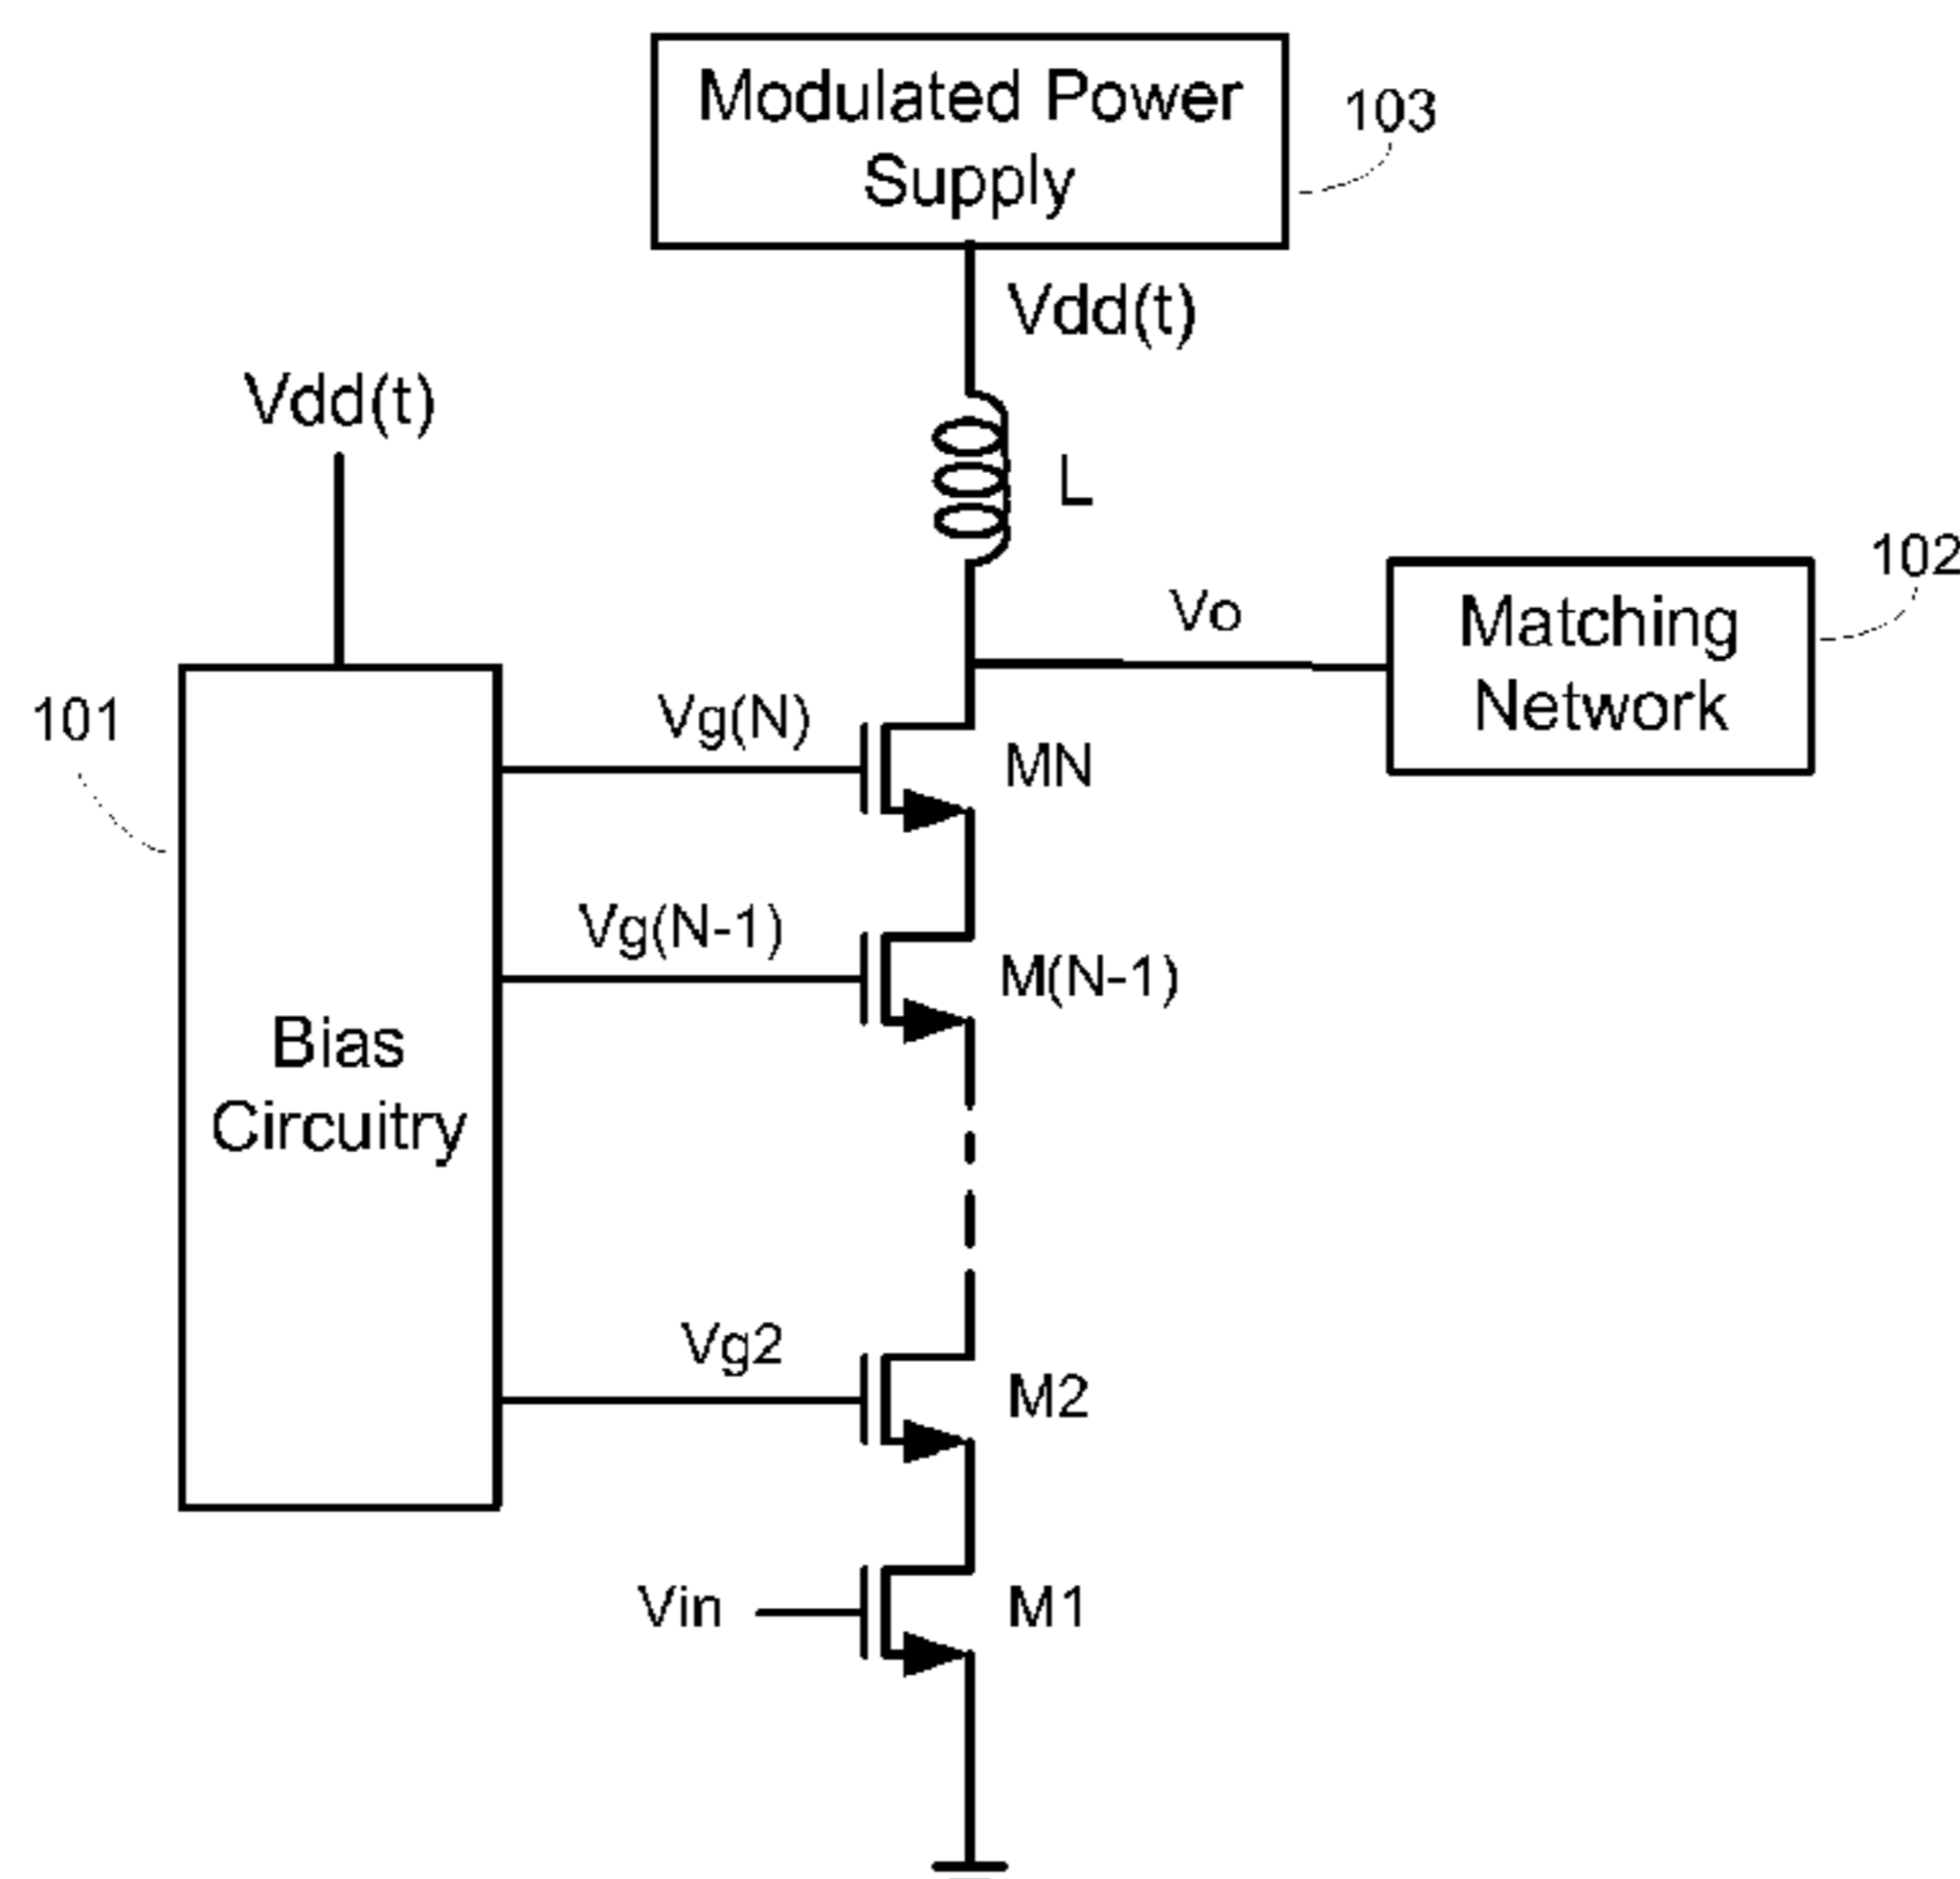 Modulated Power
Supply
103
Vdd(t)
Vdd(t)
L
102
Vo
Matching
Network
101
Vg(N)
MN
Vg(N-1)
M(N-1)
Bias
Circuitry
Vg2
M2
Vin
M1